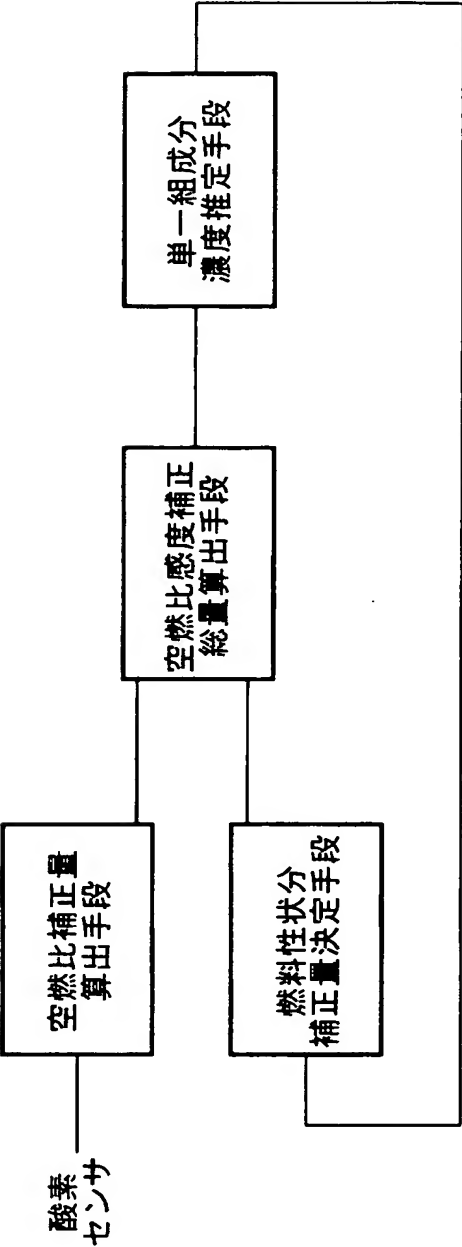 酸素
センサ
空燃比補正量
算出手段
燃料性状分
補正量決定手段
空燃比感度補正
総量算出手段
単一組成分
濃度推定手段